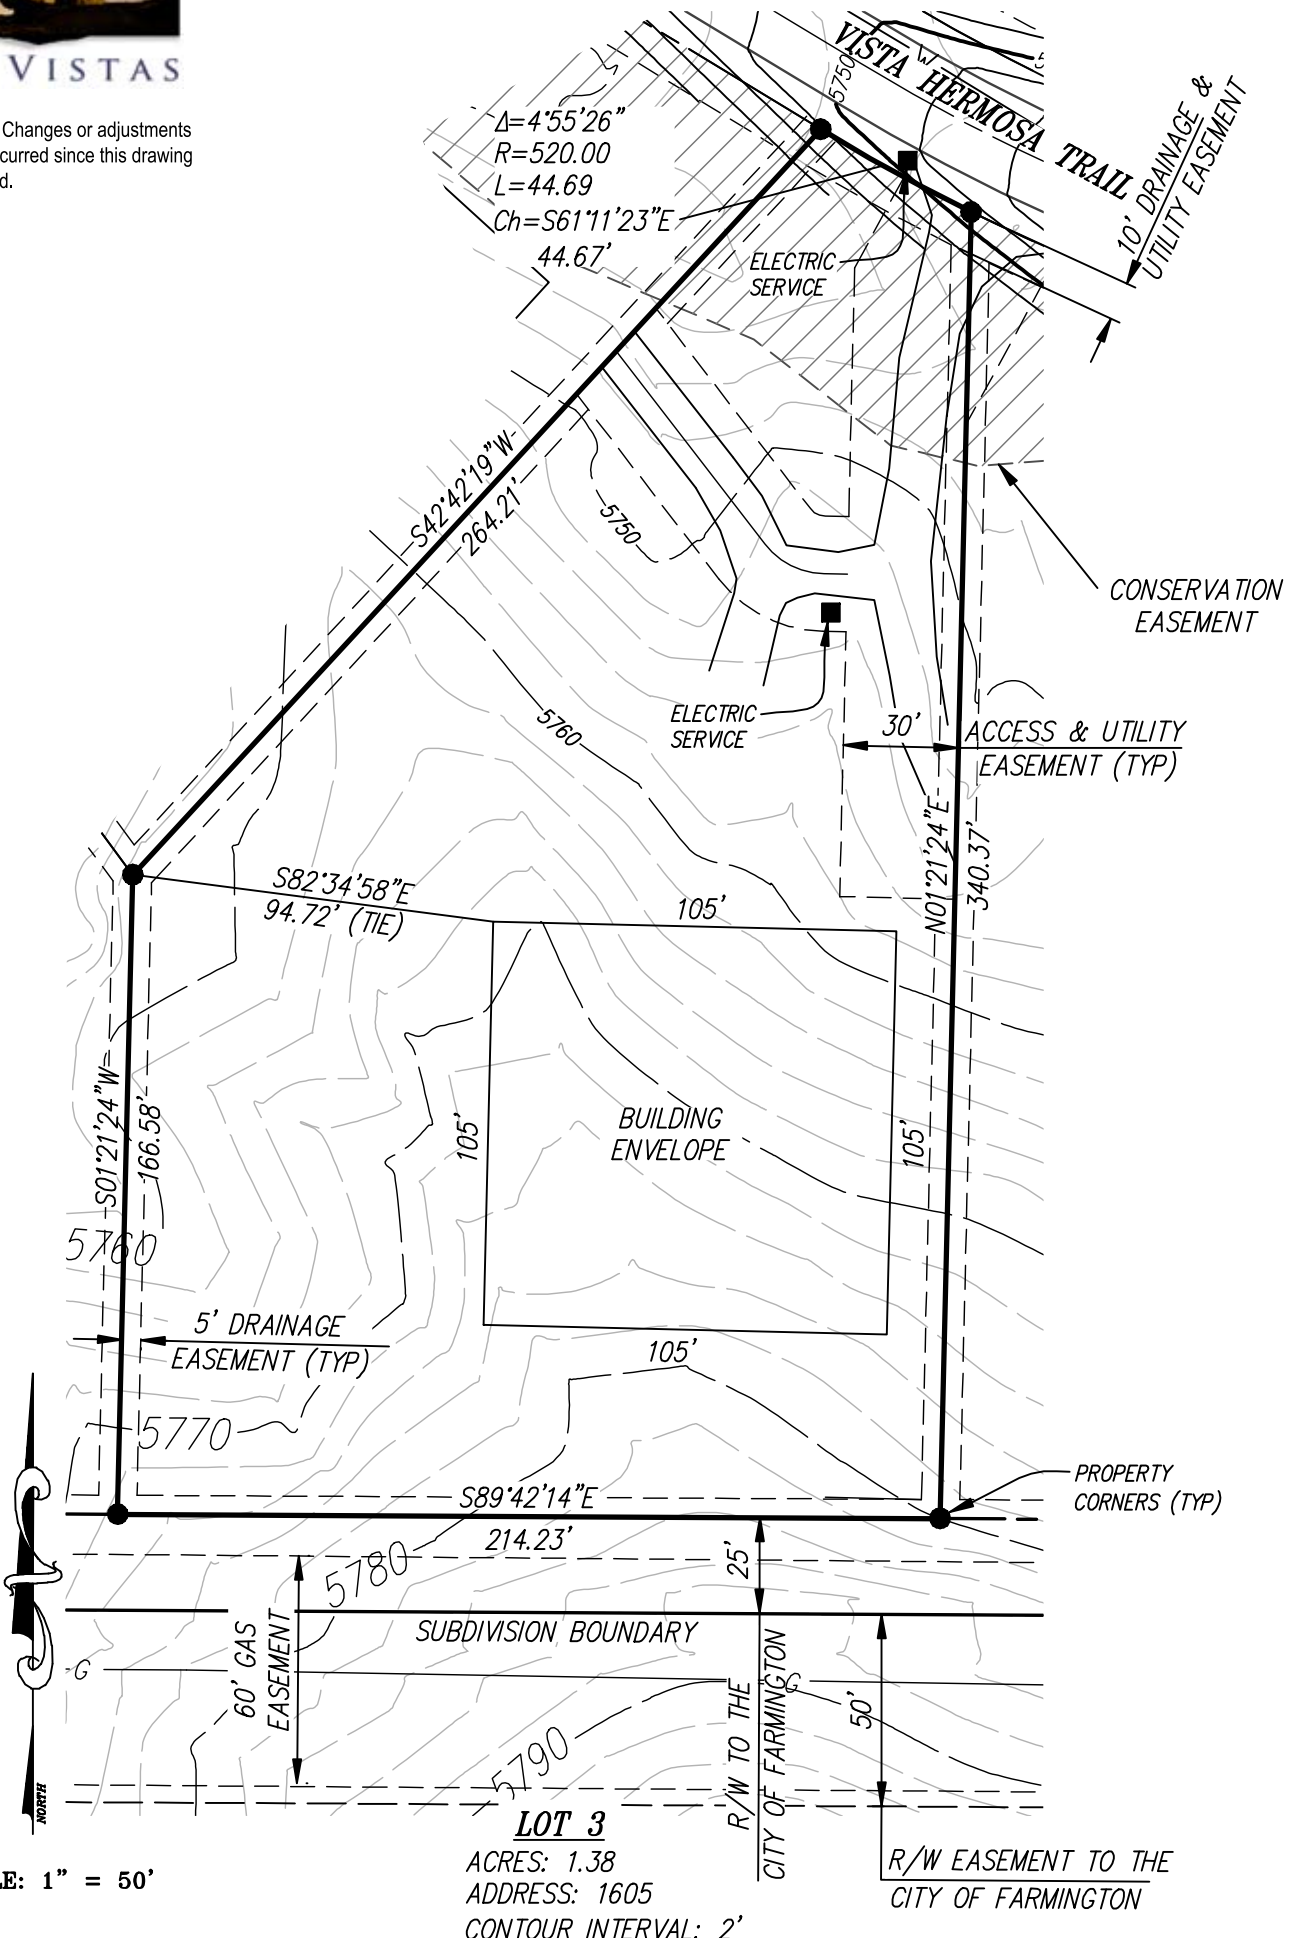 VISTAS
Changes or adjustments
curred since this drawing
d.
Δ=4°55'26"
R=520.00
L=44.69
Ch=S61°11'23"E
44.67'
5750
VISTA HERMOSA TRAIL
W
10' DRAINAGE &
UTILITY EASEMENT
ELECTRIC
SERVICE
S42°42'19"W
264.21'
5750
CONSERVATION
EASEMENT
5760
ELECTRIC
SERVICE
30'
ACCESS & UTILITY
EASEMENT (TYP)
N01°21'24"E
340.37'
S82°34'58"E
94.72' (TIE)
105'
S01°21'24"W
166.58'
105'
BUILDING
ENVELOPE
105'
5760
5' DRAINAGE
EASEMENT (TYP)
105'
5770
S89°42'14"E
214.23'
PROPERTY
CORNERS (TYP)
5780
25'
60' GAS
EASEMENT
SUBDIVISION BOUNDARY
G
G
50'
5790
R/W TO THE
CITY OF FARMINGTON
NORTH
LOT 3
ACRES: 1.38
ADDRESS: 1605
CONTOUR INTERVAL: 2'
R/W EASEMENT TO THE
CITY OF FARMINGTON
LE: 1" = 50'